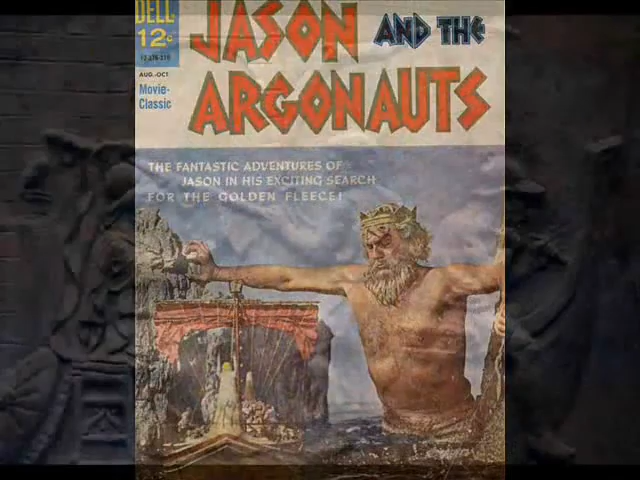 DELL
12¢
AUG.-OCT
Movie-
Classic
JASON AND THE
ARGONAUTS
THE FANTASTIC ADVENTURES OF
JASON IN HIS EXCITING SEARCH
FOR THE GOLDEN FLEECE!